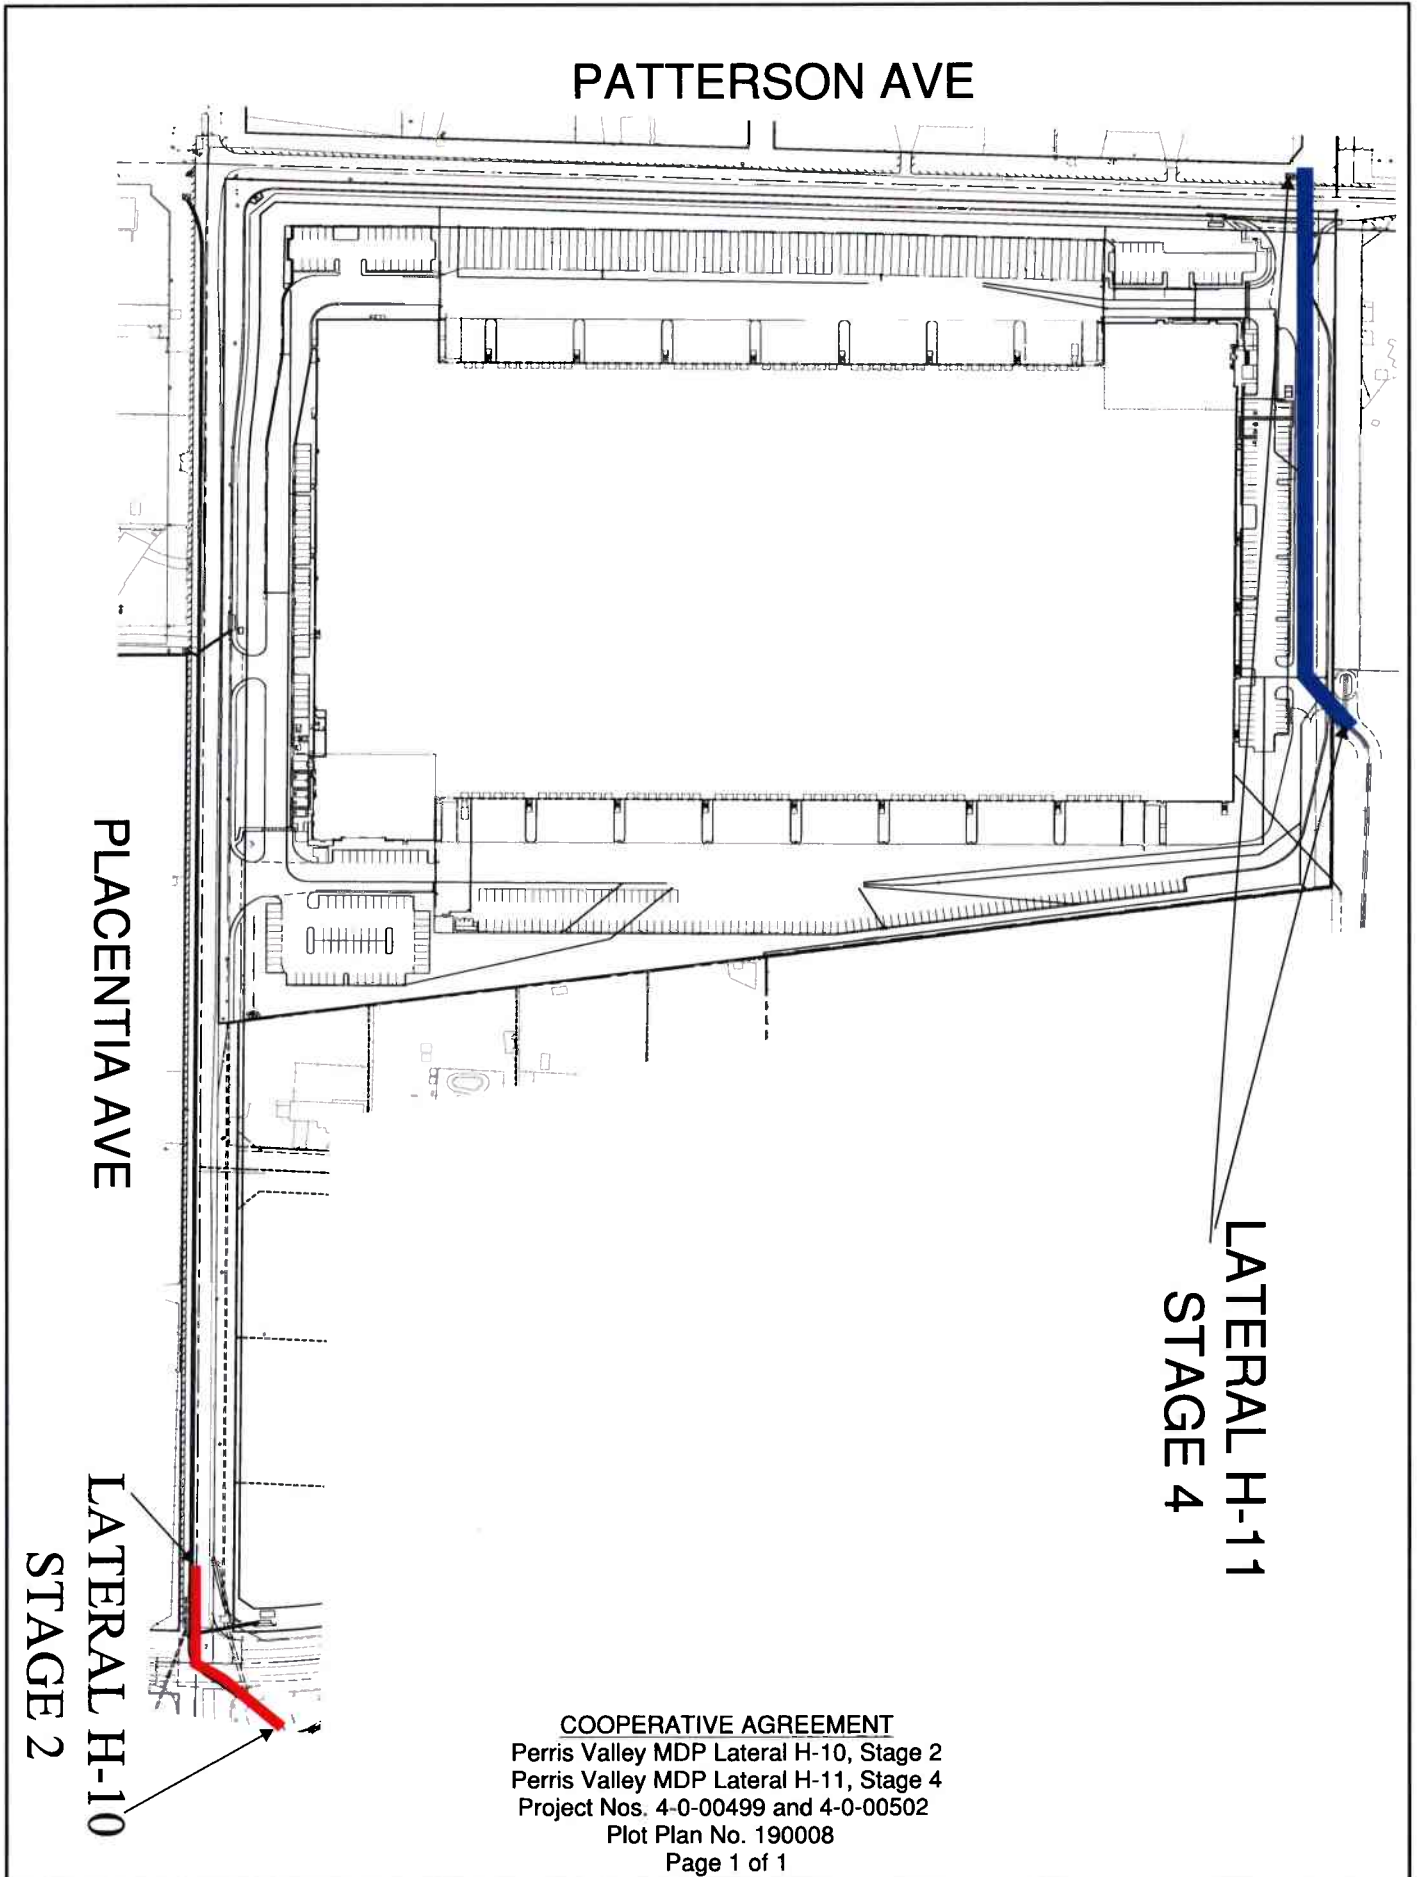 PATTERSON AVE
PLACENTIA AVE
LATERAL H-11
STAGE 4
LATERAL H-10
STAGE 2
COOPERATIVE AGREEMENT
Perris Valley MDP Lateral H-10, Stage 2
Perris Valley MDP Lateral H-11, Stage 4
Project Nos. 4-0-00499 and 4-0-00502
Plot Plan No. 190008
Page 1 of 1